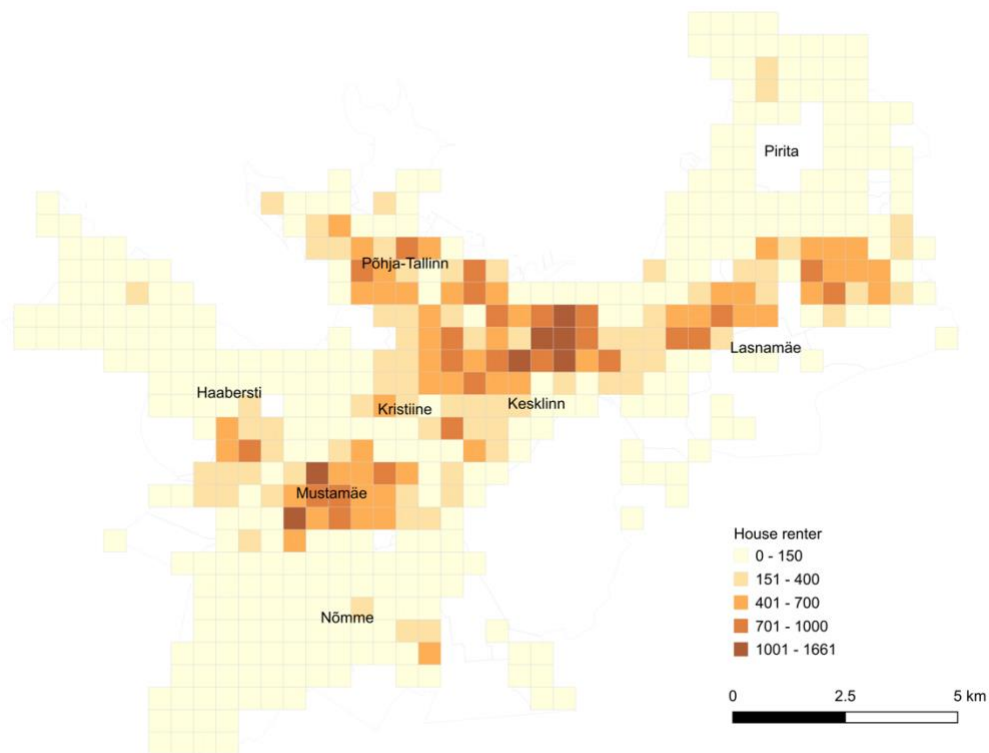 Pirita
Põhja-Tallinn
Lasnamäe
Haabersti
Kristiine
Kesklinn
Mustamäe
Nõmme
House renter
0 - 150
151 - 400
401 - 700
701 - 1000
1001 - 1661
0 2.5 5 km